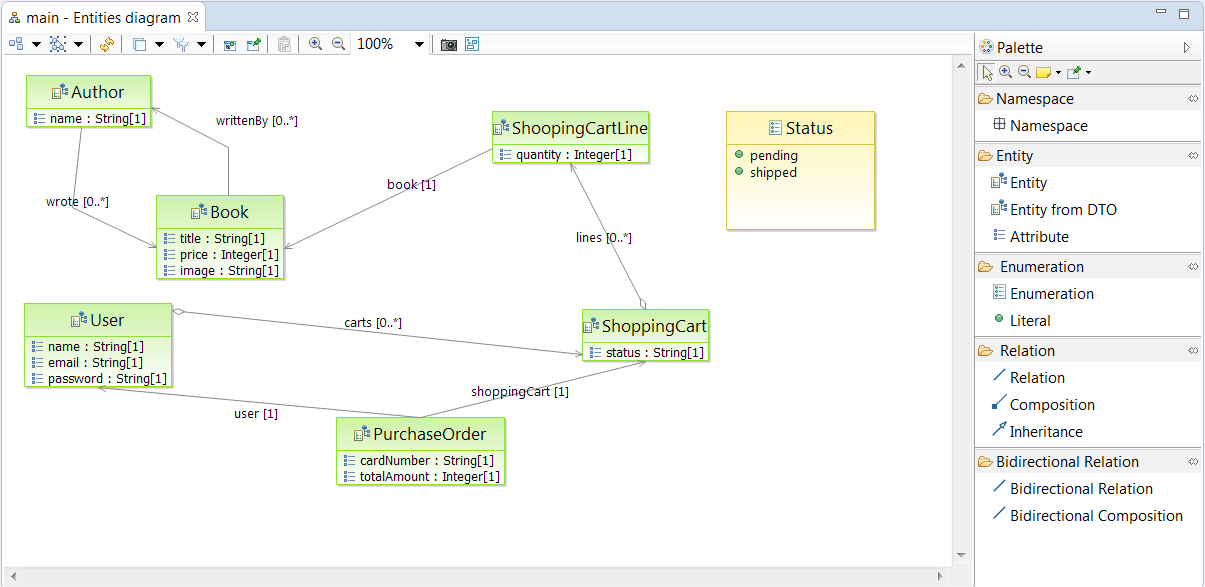 main - Entities diagram
100%
Author
name : String[1]
writtenBy [0..*]
wrote [0..*]
Book
title : String[1]
price : Integer[1]
image : String[1]
ShoopingCartLine
quantity : Integer[1]
book [1]
lines [0..*]
Status
pending
shipped
User
name : String[1]
email : String[1]
password : String[1]
carts [0..*]
ShoppingCart
status : String[1]
shoppingCart [1]
user [1]
PurchaseOrder
cardNumber : String[1]
totalAmount : Integer[1]
Palette
Namespace
Namespace
Entity
Entity
Entity from DTO
Attribute
Enumeration
Enumeration
Literal
Relation
Relation
Composition
Inheritance
Bidirectional Relation
Bidirectional Relation
Bidirectional Composition